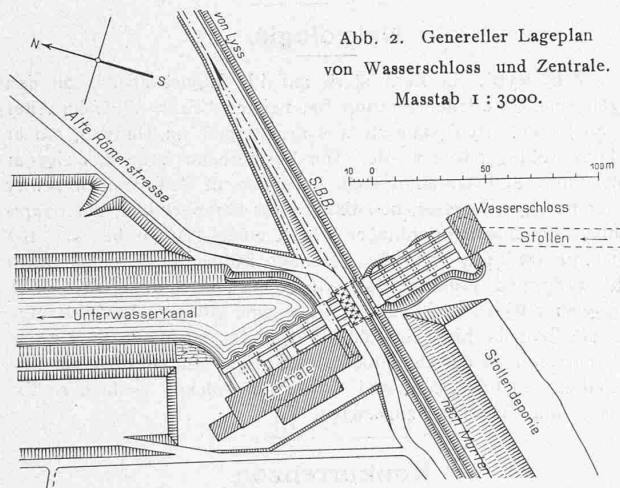 Abb. 2. Genereller Lageplan
von Wasserschloss und Zentrale.
Masstab 1 : 3000.
N
S
von Lyss
Alte Römerstrasse
S.B.B.
10 0 50 100m
Wasserschloss
Stollen
Unterwasserkanal
Zentrale
Stollendeponie
nach Murten
Konkurrenzen